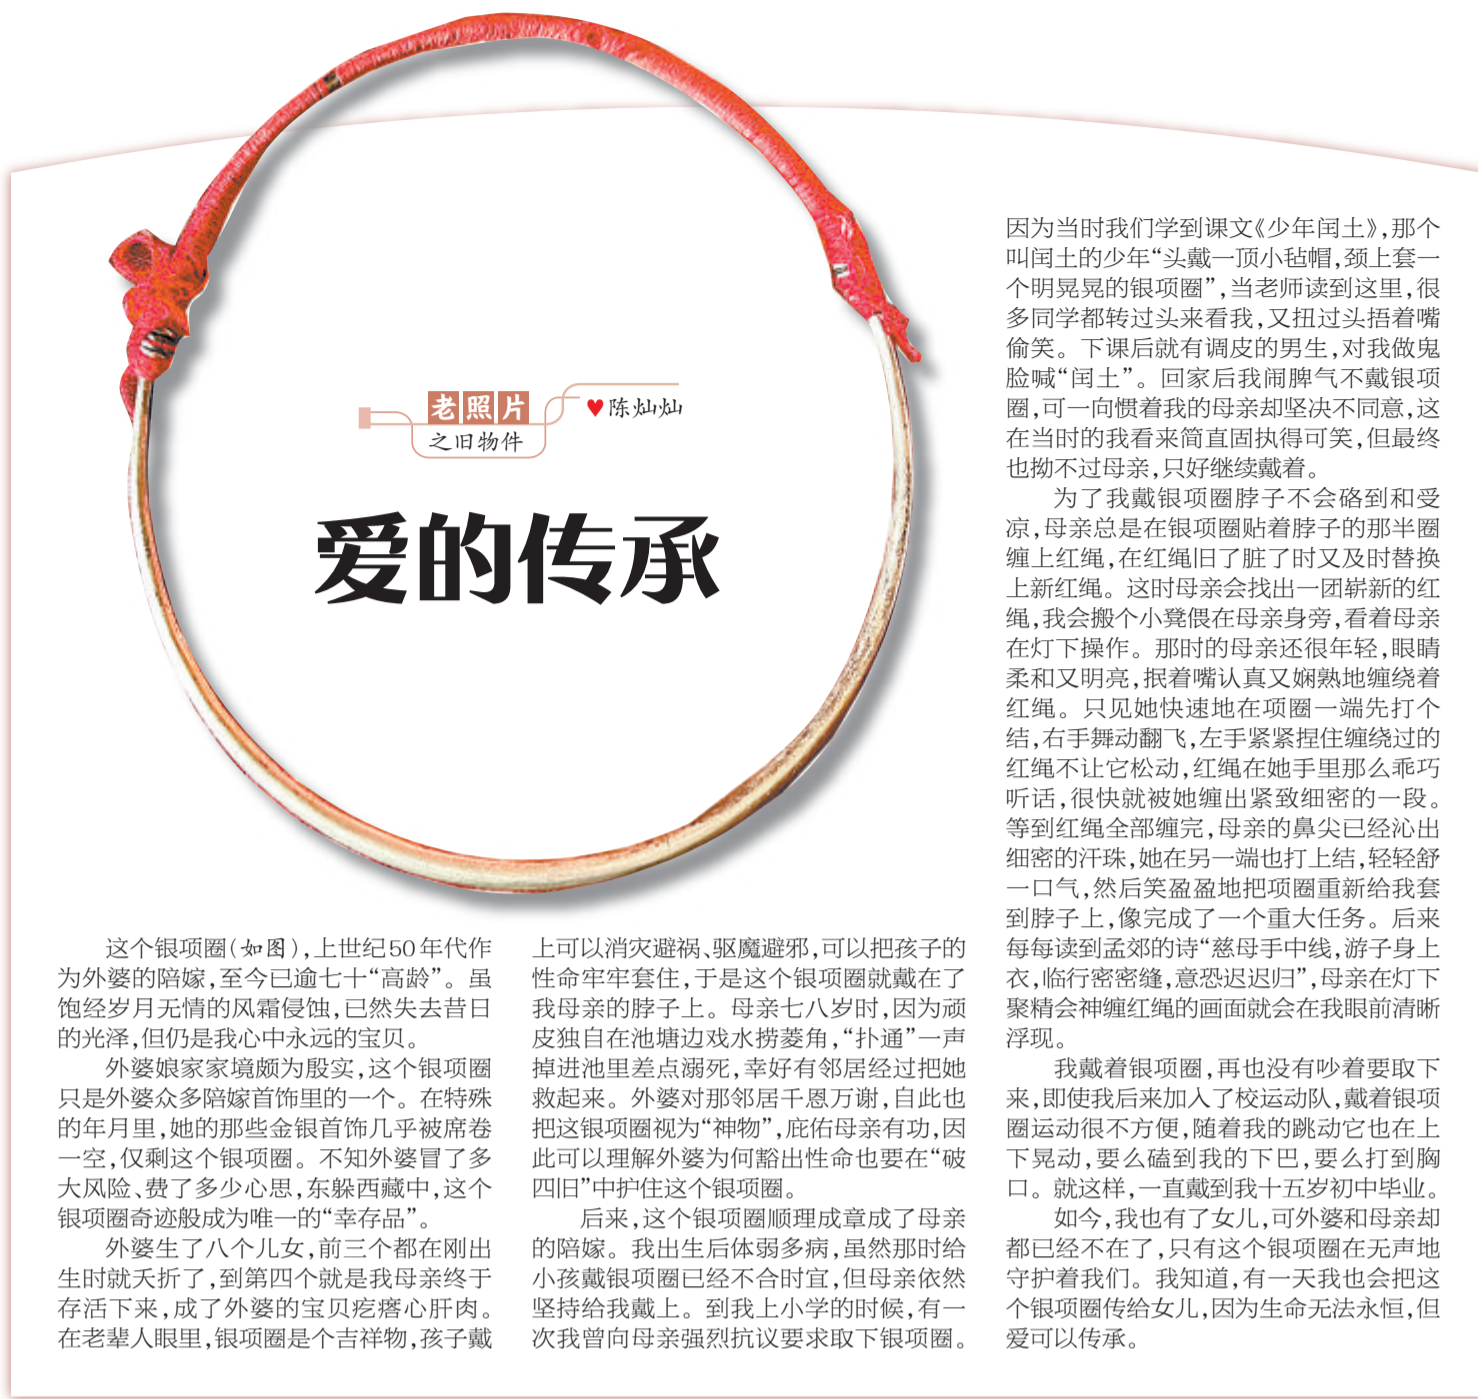 老照片
之旧物件
♥陈灿灿
爱的传承
这个银项圈(如图),上世纪50年代作
为外婆的陪嫁,至今已逾七十“高龄”。虽
饱经岁月无情的风霜侵蚀,已然失去昔日
的光泽,但仍是我心中永远的宝贝。
外婆娘家家境颇为殷实,这个银项圈
只是外婆众多陪嫁首饰里的一个。在特殊
的年月里,她的那些金银首饰几乎被席卷
一空,仅剩这个银项圈。不知外婆冒了多
大风险、费了多少心思,东躲西藏中,这个
银项圈奇迹般成为唯一的“幸存品”。
外婆生了八个儿女,前三个都在刚出
生时就夭折了,到第四个就是我母亲终于
存活下来,成了外婆的宝贝疙瘩心肝肉。
在老辈人眼里,银项圈是个吉祥物,孩子戴
上可以消灾避祸、驱魔避邪,可以把孩子的
性命牢牢套住,于是这个银项圈就戴在了
我母亲的脖子上。母亲七八岁时,因为顽
皮独自在池塘边戏水捞菱角,“扑通”一声
掉进池里差点溺死,幸好有邻居经过把她
救起来。外婆对那邻居千恩万谢,自此也
把这银项圈视为“神物”,庇佑母亲有功,因
此可以理解外婆为何豁出性命也要在“破
四旧”中护住这个银项圈。
后来,这个银项圈顺理成章成了母亲
的陪嫁。我出生后体弱多病,虽然那时给
小孩戴银项圈已经不合时宜,但母亲依然
坚持给我戴上。到我上小学的时候,有一
次我曾向母亲强烈抗议要求取下银项圈。
因为当时我们学到课文《少年闰土》,那个
叫闰土的少年“头戴一顶小毡帽,颈上套一
个明晃晃的银项圈”,当老师读到这里,很
多同学都转过头来看我,又扭过头捂着嘴
偷笑。下课后就有调皮的男生,对我做鬼
脸喊“闰土”。回家后我闹脾气不戴银项
圈,可一向惯着我的母亲却坚决不同意,这
在当时的我看来简直固执得可笑,但最终
也拗不过母亲,只好继续戴着。
为了我戴银项圈脖子不会硌到和受
凉,母亲总是在银项圈贴着脖子的那半圈
缠上红绳,在红绳旧了脏了时又及时替换
上新红绳。这时母亲会找出一团崭新的红
绳,我会搬个小凳偎在母亲身旁,看着母亲
在灯下操作。那时的母亲还很年轻,眼睛
柔和又明亮,抿着嘴认真又娴熟地缠绕着
红绳。只见她快速地在项圈一端先打个
结,右手舞动翻飞,左手紧紧捏住缠绕过的
红绳不让它松动,红绳在她手里那么乖巧
听话,很快就被她缠出紧致细密的一段。
等到红绳全部缠完,母亲的鼻尖已经沁出
细密的汗珠,她在另一端也打上结,轻轻舒
一口气,然后笑盈盈地把项圈重新给我套
到脖子上,像完成了一个重大任务。后来
每每读到孟郊的诗“慈母手中线,游子身上
衣,临行密密缝,意恐迟迟归”,母亲在灯下
聚精会神缠红绳的画面就会在我眼前清晰
浮现。
我戴着银项圈,再也没有吵着要取下
来,即使我后来加入了校运动队,戴着银项
圈运动很不方便,随着我的跳动它也在上
下晃动,要么磕到我的下巴,要么打到胸
口。就这样,一直戴到我十五岁初中毕业。
如今,我也有了女儿,可外婆和母亲却
都已经不在了,只有这个银项圈在无声地
守护着我们。我知道,有一天我也会把这
个银项圈传给女儿,因为生命无法永恒,但
爱可以传承。